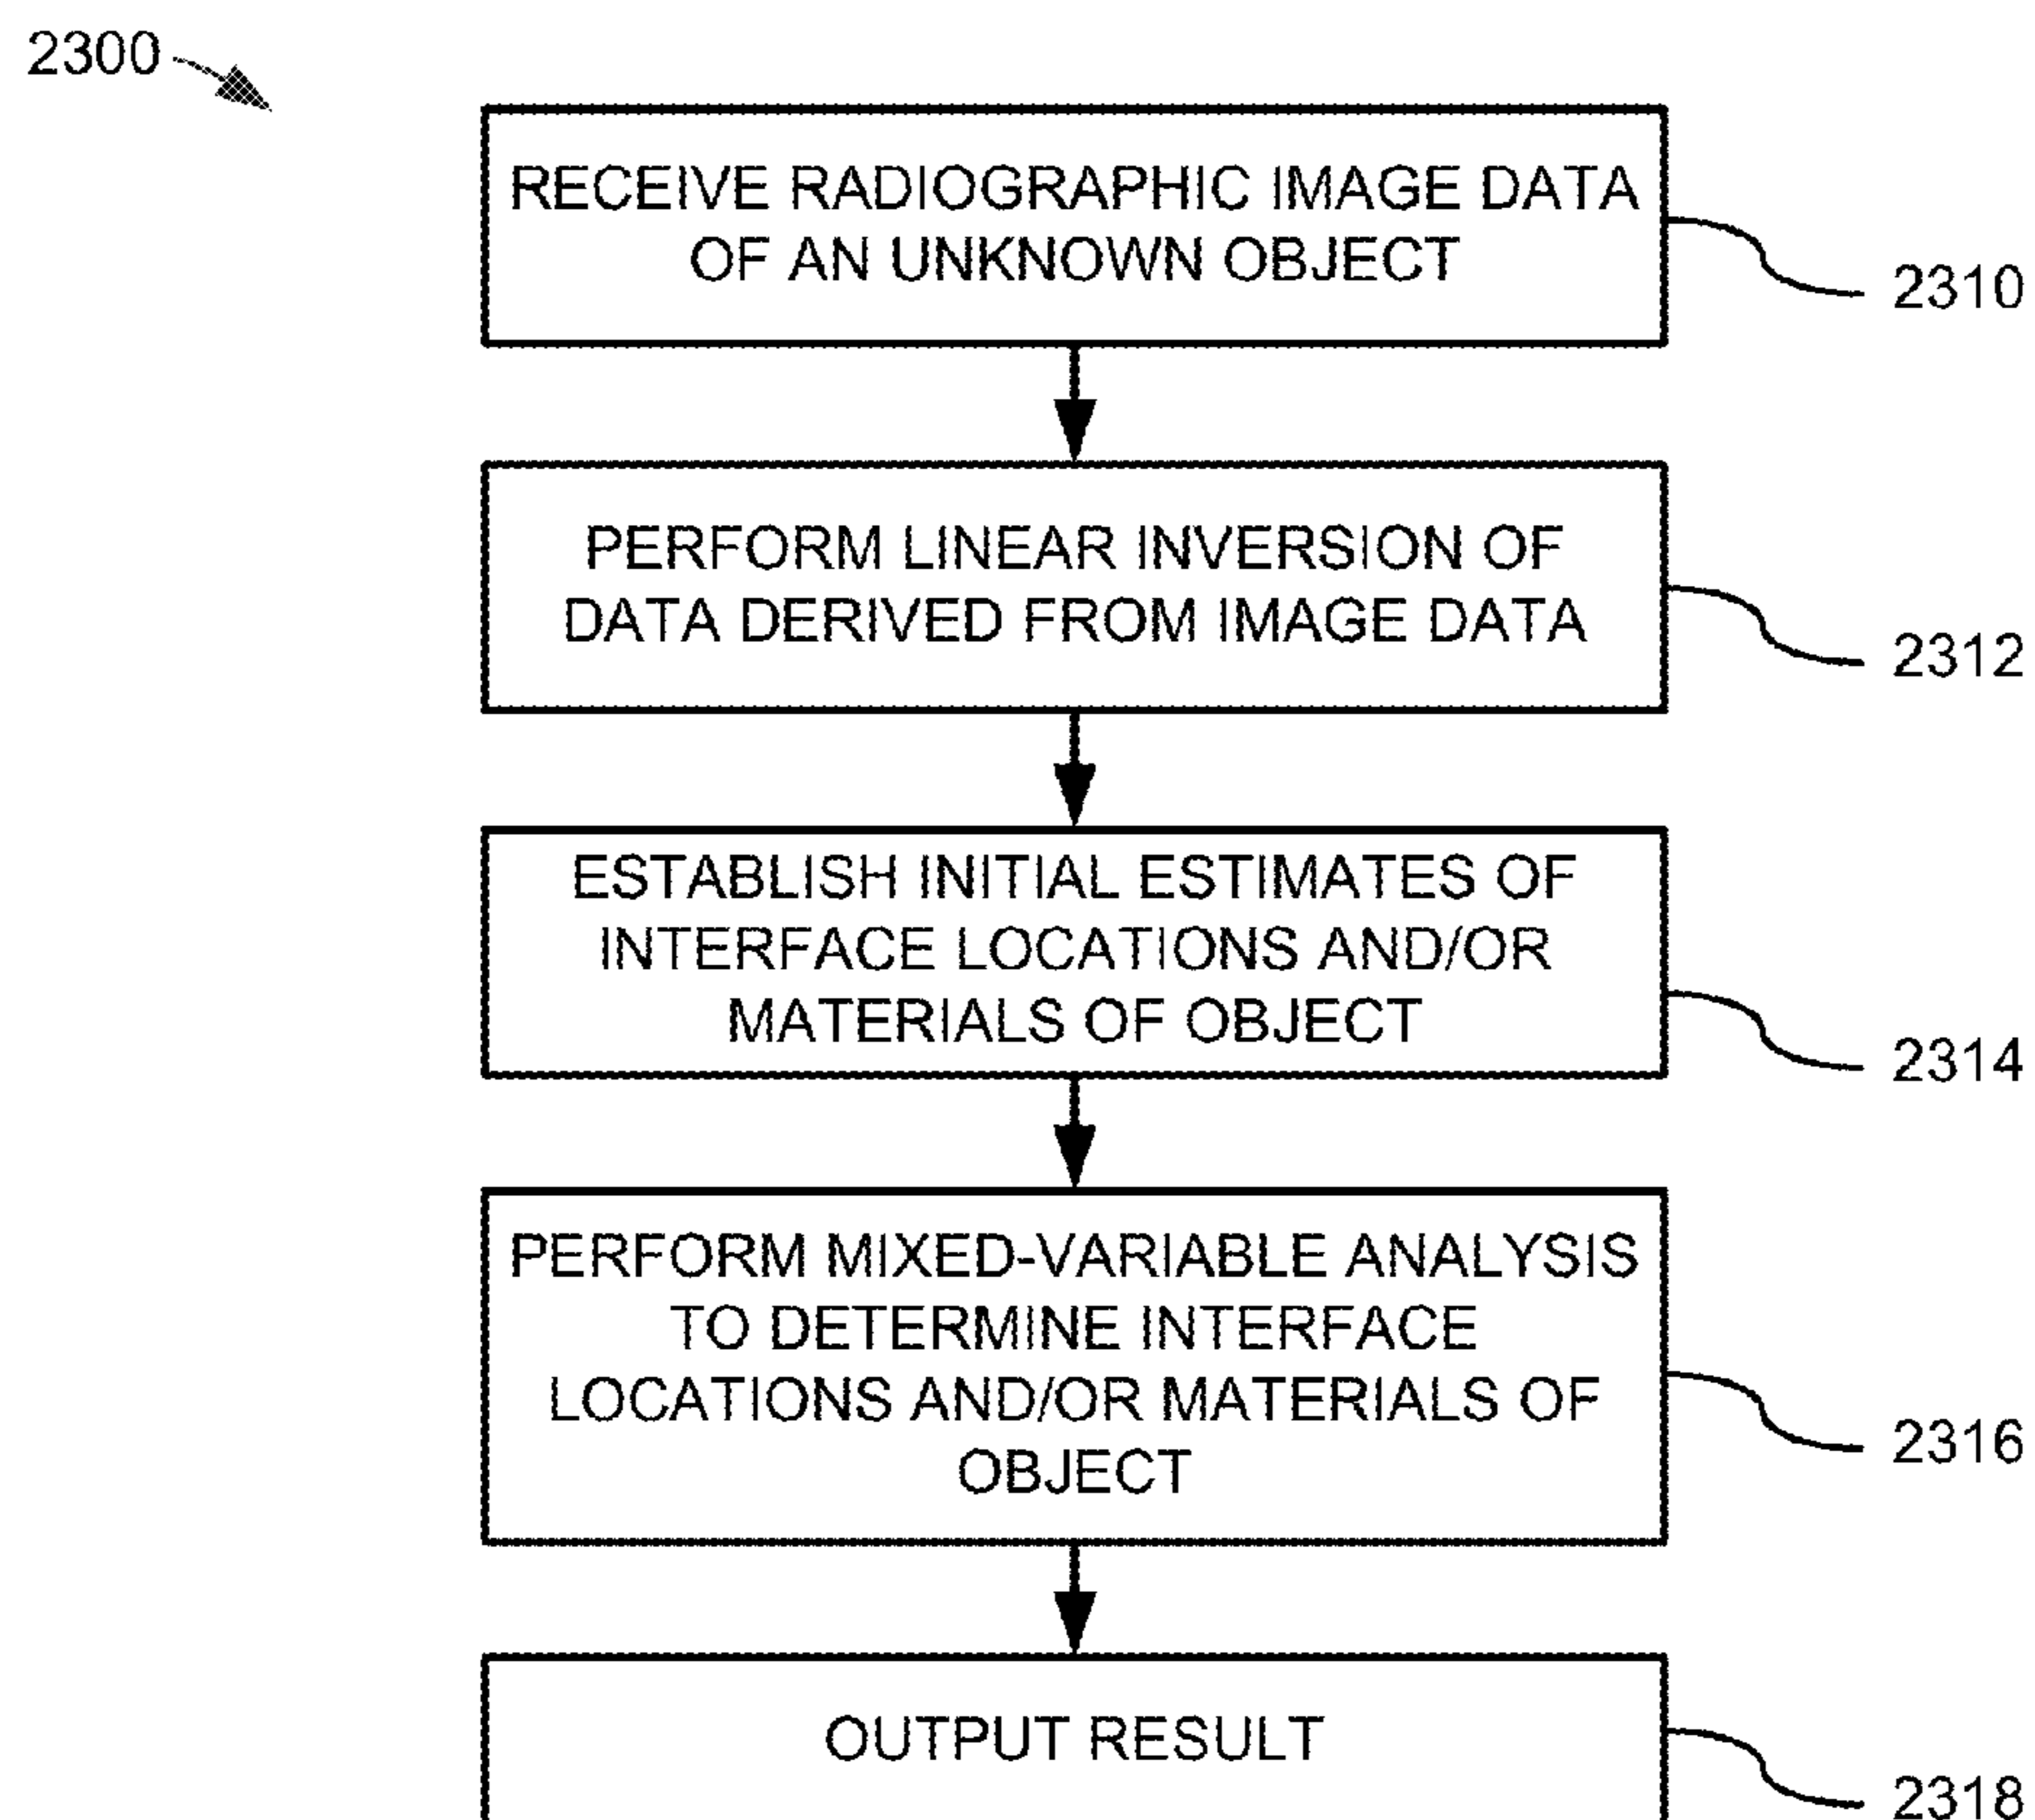 2300
RECEIVE RADIOGRAPHIC IMAGE DATA
OF AN UNKNOWN OBJECT
2310
PERFORM LINEAR INVERSION OF
DATA DERIVED FROM IMAGE DATA
2312
ESTABLISH INITIAL ESTIMATES OF
INTERFACE LOCATIONS AND/OR
MATERIALS OF OBJECT
2314
PERFORM MIXED-VARIABLE ANALYSIS
TO DETERMINE INTERFACE
LOCATIONS AND/OR MATERIALS OF
OBJECT
2316
OUTPUT RESULT
2318